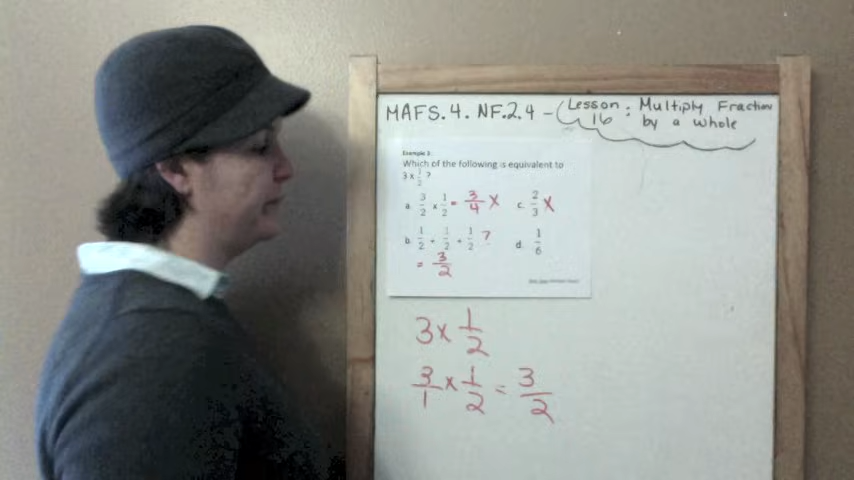 MAFS.4.NF.2.4 - Lesson : Multiply Fraction
16 by a whole
Example 3:
Which of the following is equivalent to
3 x 1/2 ?
a. 3/2 x 1/2 = 3/4 X c. 2/3 X
b. 1/2 + 1/2 + 1/2 ? d. 1/6
= 3/2
3 x 1/2
3/1 x 1/2 = 3/2